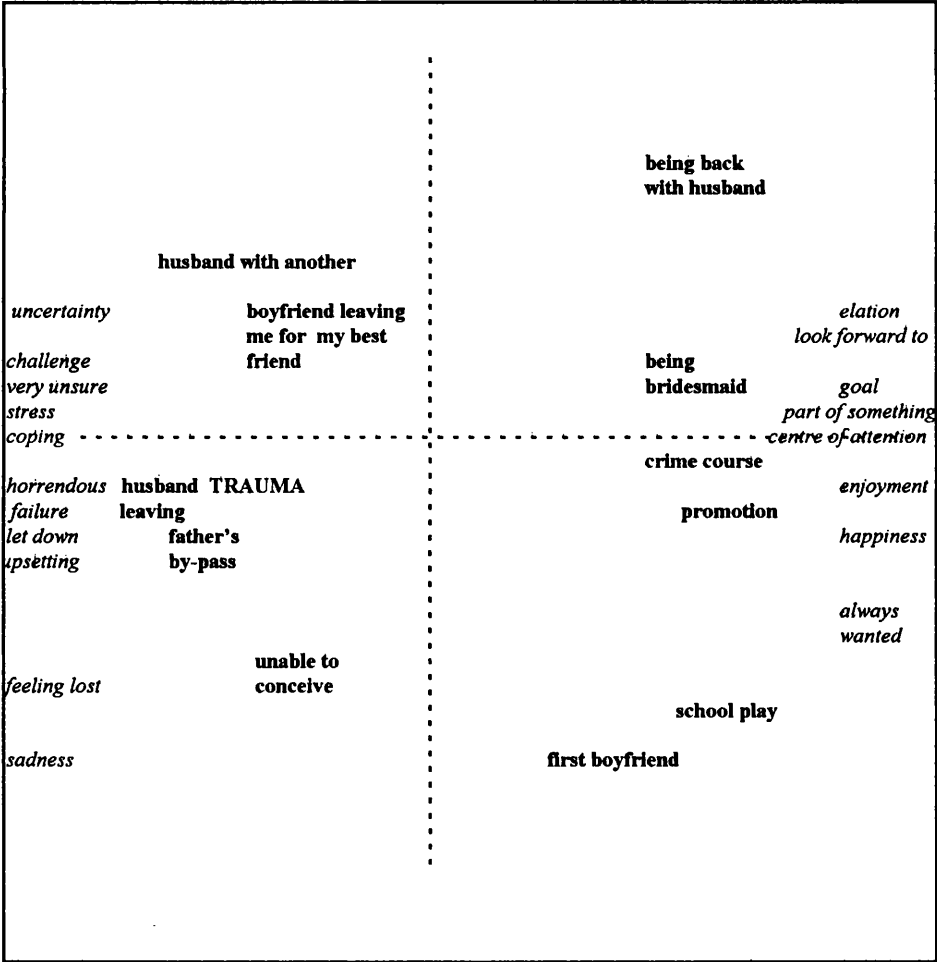 being back
with husband
husband with another
uncertainty boyfriend leaving elation
me for my best look forward to
challenge friend being
very unsure bridesmaid goal
stress part of something
coping centre of attention
crime course
horrendous husband TRAUMA enjoyment
failure leaving promotion
let down father's happiness
upsetting by-pass
always
wanted
unable to
feeling lost conceive
school play
sadness first boyfriend